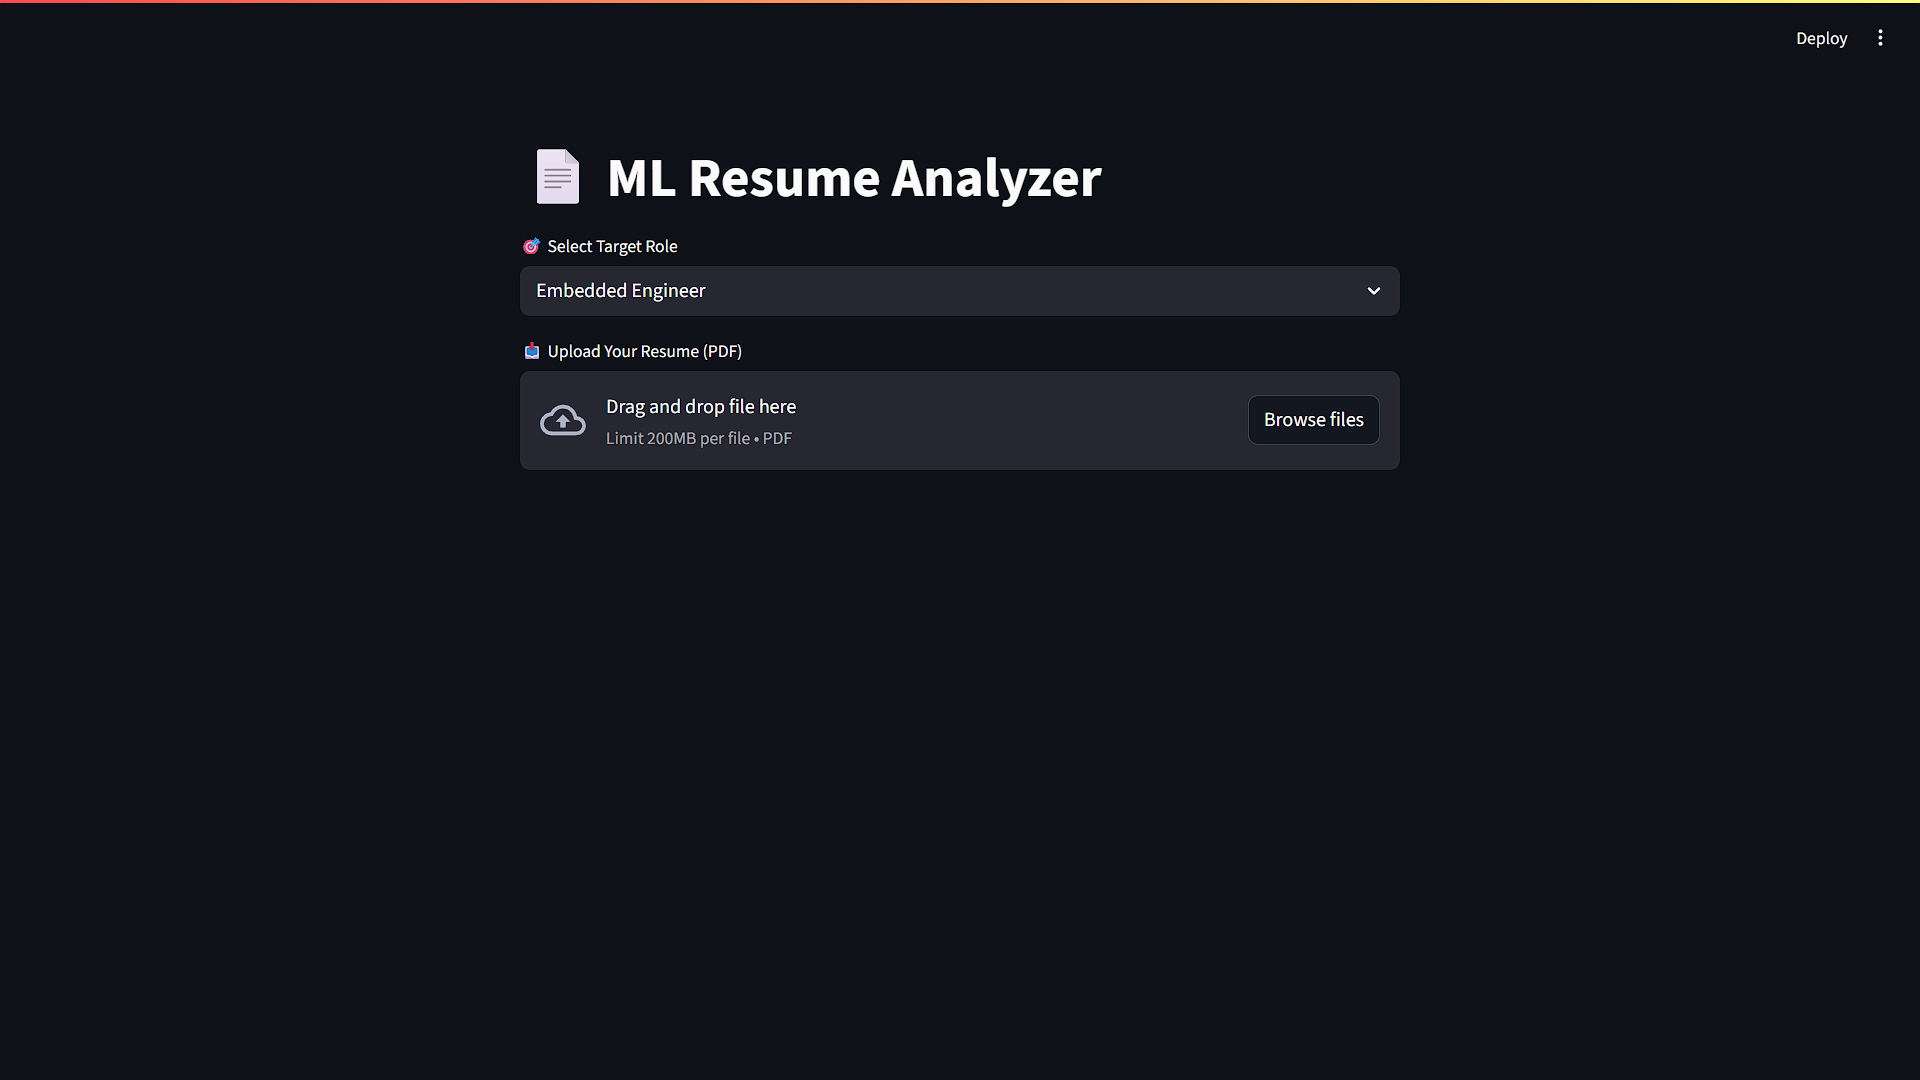 Deploy
ML Resume Analyzer
Select Target Role
Embedded Engineer
Upload Your Resume (PDF)
Drag and drop file here
Limit 200MB per file • PDF
Browse files